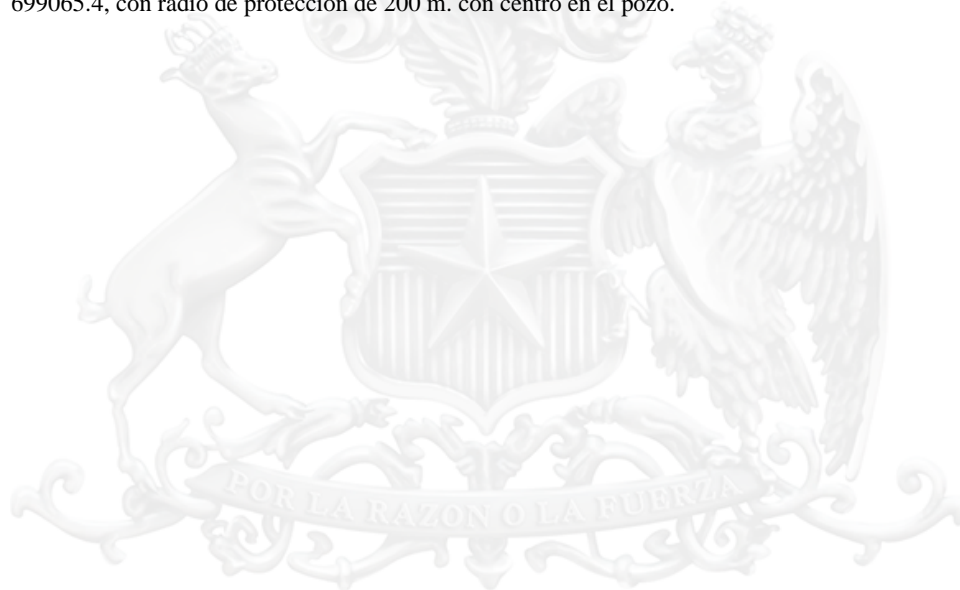 699065.4, con radio de protección de 200 m. con centro en el pozo.
POR LA RAZON O LA FUERZA